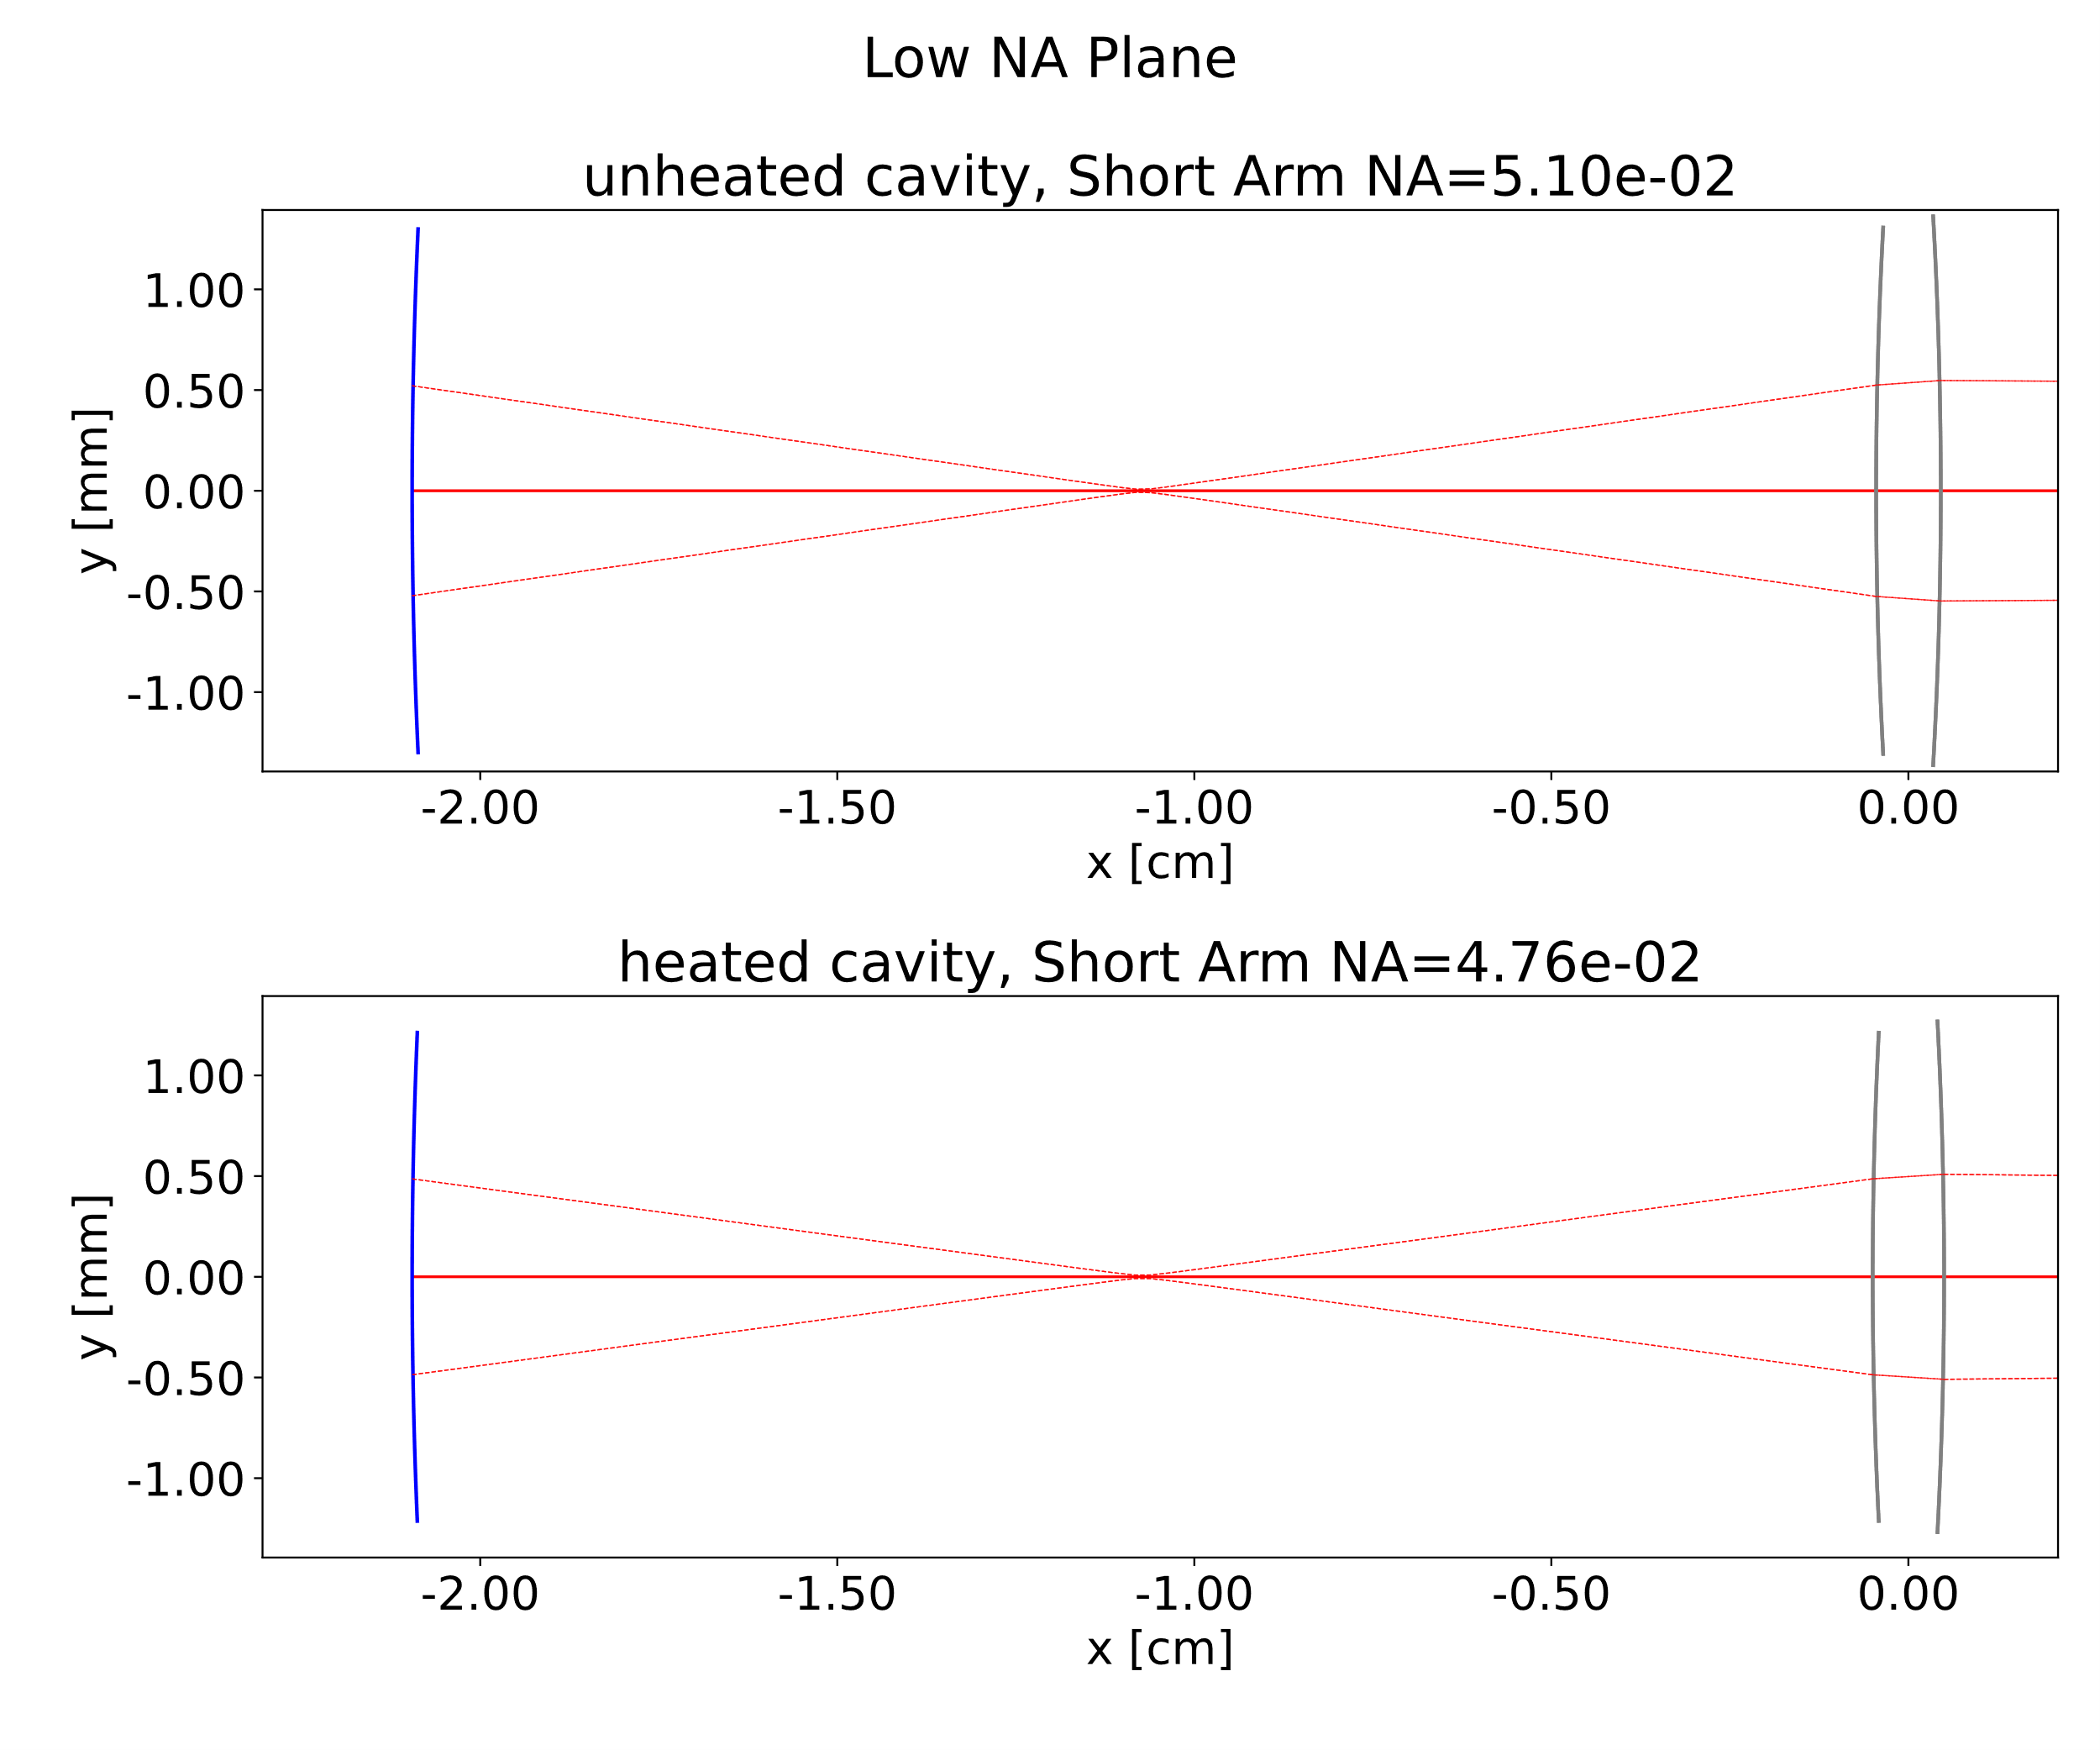 Low NA Plane
unheated cavity, Short Arm NA=5.10e-02
1.00
0.50
0.00
-0.50
-1.00
y [mm]
-2.00 -1.50 -1.00 -0.50 0.00
x [cm]
heated cavity, Short Arm NA=4.76e-02
1.00
0.50
0.00
-0.50
-1.00
y [mm]
-2.00 -1.50 -1.00 -0.50 0.00
x [cm]